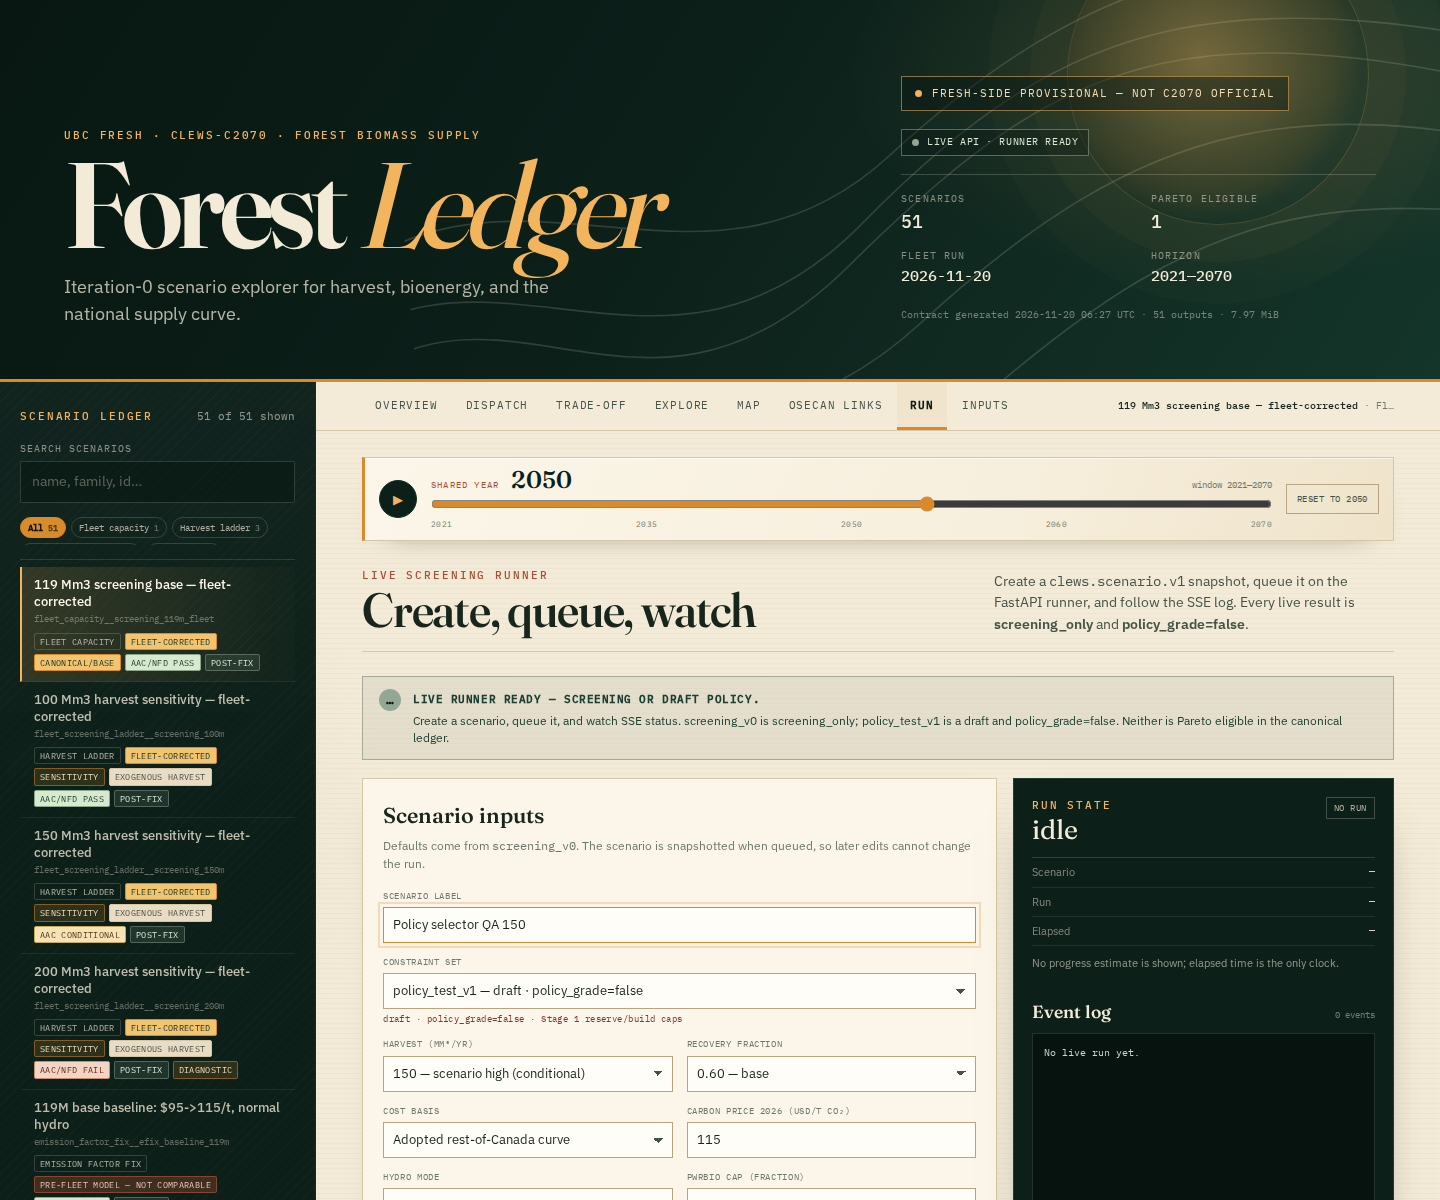 FRESH-SIDE PROVISIONAL — NOT C2070 OFFICIAL
UBC FRESH · CLEWS-C2070 · FOREST BIOMASS SUPPLY
LIVE API · RUNNER READY
Forest Ledger
SCENARIOS
51
PARETO ELIGIBLE
1
FLEET RUN
2026-11-20
HORIZON
2021—2070
Iteration-0 scenario explorer for harvest, bioenergy, and the
national supply curve.
Contract generated 2026-11-20 06:27 UTC · 51 outputs · 7.97 MiB
SCENARIO LEDGER
51 of 51 shown
SEARCH SCENARIOS
name, family, id…
All 51
Fleet capacity 1
Harvest ladder 3
119 Mm3 screening base — fleet-
corrected
fleet_capacity__screening_119m_fleet
FLEET CAPACITY
FLEET-CORRECTED
CANONICAL/BASE
AAC/NFD PASS
POST-FIX
100 Mm3 harvest sensitivity — fleet-
corrected
fleet_screening_ladder__screening_100m
HARVEST LADDER
FLEET-CORRECTED
SENSITIVITY
EXOGENOUS HARVEST
AAC/NFD PASS
POST-FIX
150 Mm3 harvest sensitivity — fleet-
corrected
fleet_screening_ladder__screening_150m
HARVEST LADDER
FLEET-CORRECTED
SENSITIVITY
EXOGENOUS HARVEST
AAC CONDITIONAL
POST-FIX
200 Mm3 harvest sensitivity — fleet-
corrected
fleet_screening_ladder__screening_200m
HARVEST LADDER
FLEET-CORRECTED
SENSITIVITY
EXOGENOUS HARVEST
AAC/NFD FAIL
POST-FIX
DIAGNOSTIC
119M base baseline: $95->115/t, normal
hydro
emission_factor_fix__efix_baseline_119m
EMISSION FACTOR FIX
PRE-FLEET MODEL — NOT COMPARABLE
OVERVIEW
DISPATCH
TRADE-OFF
EXPLORE
MAP
OSECAN LINKS
RUN
INPUTS
119 Mm3 screening base — fleet-corrected · Fl…
SHARED YEAR 2050
window 2021—2070
RESET TO 2050
2021
2035
2050
2060
2070
LIVE SCREENING RUNNER
Create, queue, watch
Create a clews.scenario.v1 snapshot, queue it on the
FastAPI runner, and follow the SSE log. Every live result is
screening_only and policy_grade=false.
…
LIVE RUNNER READY — SCREENING OR DRAFT POLICY.
Create a scenario, queue it, and watch SSE status. screening_v0 is screening_only; policy_test_v1 is a draft and policy_grade=false. Neither is Pareto eligible in the canonical
ledger.
Scenario inputs
Defaults come from screening_v0. The scenario is snapshotted when queued, so later edits cannot change
the run.
SCENARIO LABEL
Policy selector QA 150
CONSTRAINT SET
policy_test_v1 — draft · policy_grade=false
draft · policy_grade=false · Stage 1 reserve/build caps
HARVEST (MM³/YR)
RECOVERY FRACTION
150 — scenario high (conditional)
0.60 — base
COST BASIS
CARBON PRICE 2026 (USD/T CO₂)
Adopted rest-of-Canada curve
115
HYDRO MODE
PWRBIO CAP (FRACTION)
RUN STATE
NO RUN
idle
Scenario —
Run —
Elapsed —
No progress estimate is shown; elapsed time is the only clock.
Event log
0 events
No live run yet.